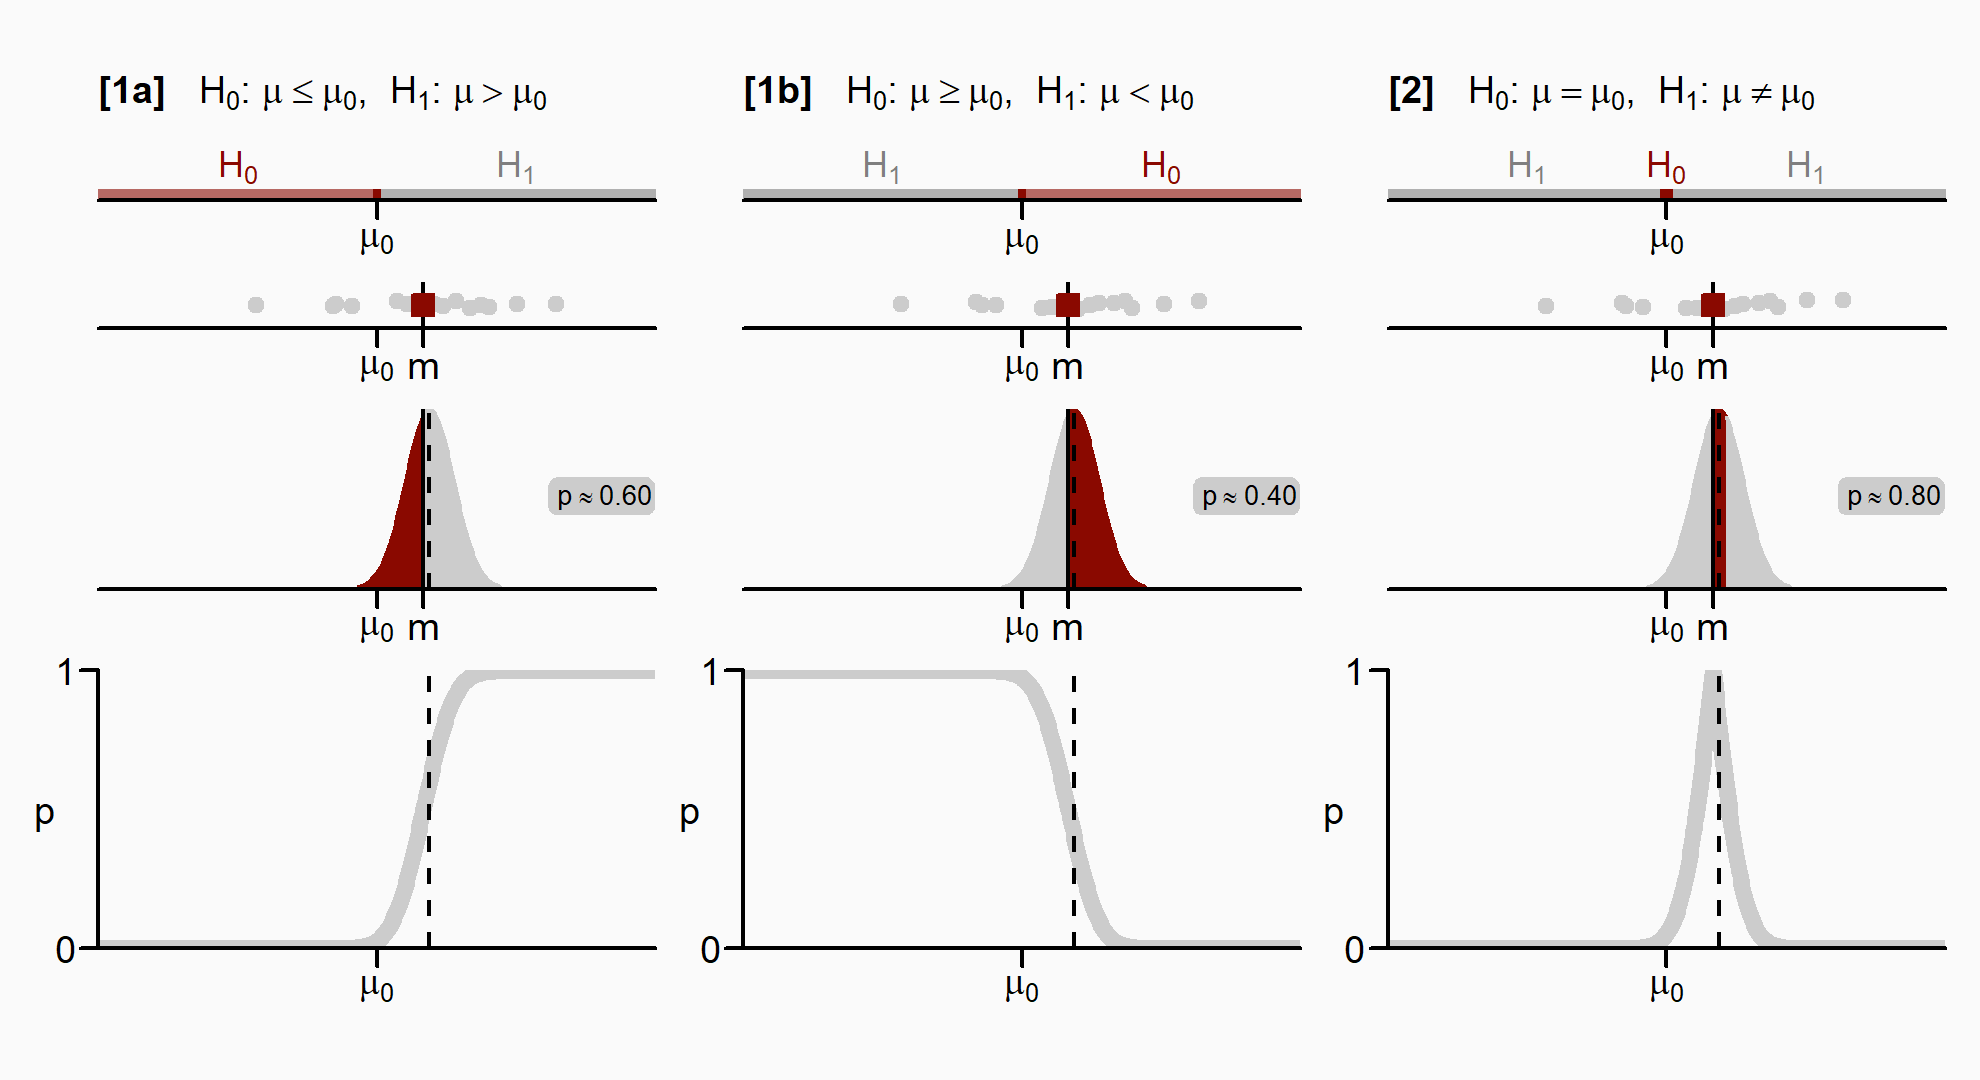 [1a] H₀: μ ≤ μ₀, H₁: μ > μ₀
H₀ H₁
μ₀
μ₀ m
p ≈ 0.60
μ₀ m
1
p
0
μ₀
[1b] H₀: μ ≥ μ₀, H₁: μ < μ₀
H₁ H₀
μ₀
μ₀ m
p ≈ 0.40
μ₀ m
1
p
0
μ₀
[2] H₀: μ = μ₀, H₁: μ ≠ μ₀
H₁ H₀ H₁
μ₀
μ₀ m
p ≈ 0.80
μ₀ m
1
p
0
μ₀